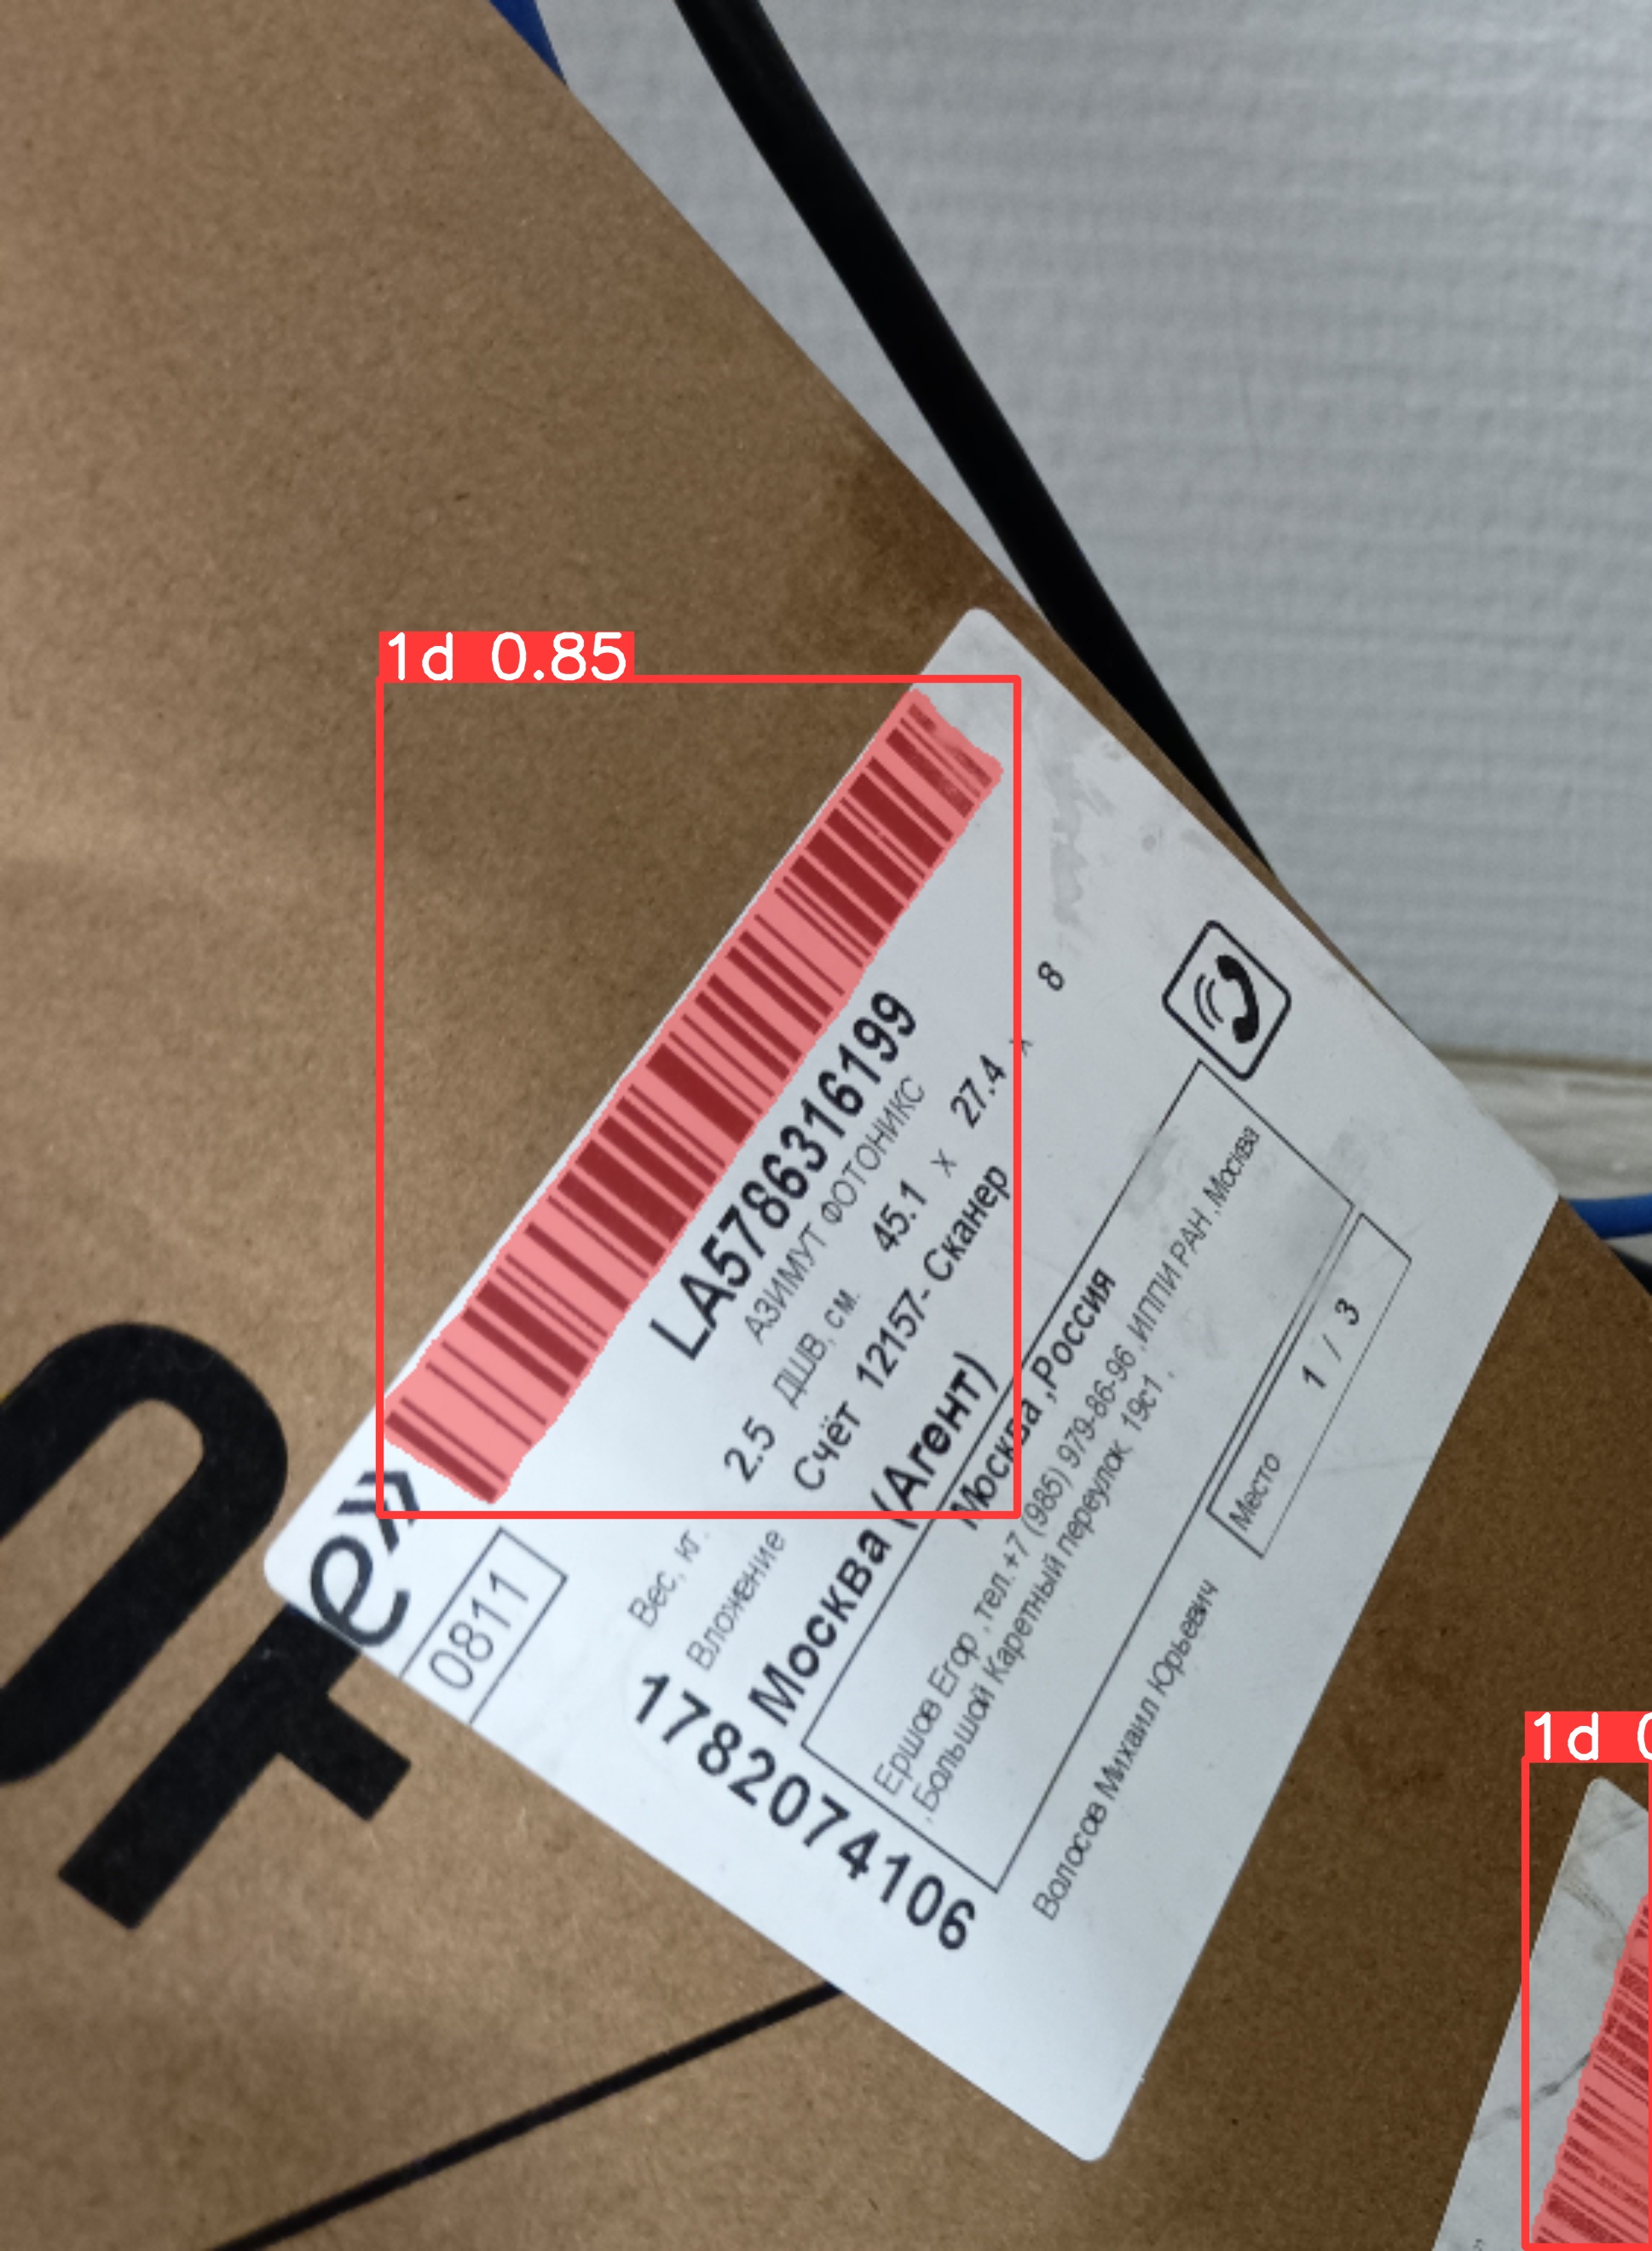 1d 0.85
LA5786316199
АЗИМУТ ФОТОНИКС
е»
0811
Вес, кг. 2.5 ДШВ, см. 45.1 x 27.4 x 8
Вложение Счёт 12157- Сканер
Москва (Агент)
Москва ,Россия
Ершов Егор ,тел.+7 (985) 979-86-96 ,ИППИ РАН ,Москва
,Большой Каретный переулок, 19с1 ,
1782074106
Место 1 / 3
Волосов Михаил Юрьевич
1d